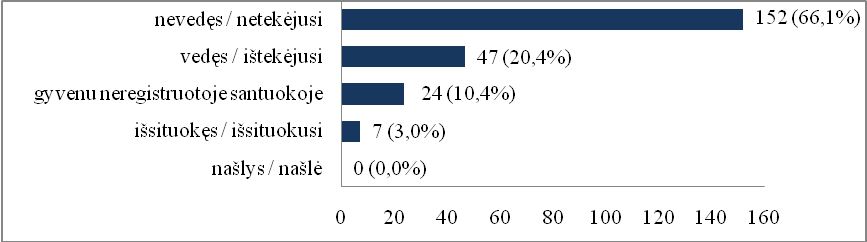 nevedęs / netekėjusi 152 (66,1%)
vedęs / ištekėjusi 47 (20,4%)
gyvenu neregistruotoje santuokoje 24 (10,4%)
išsituokęs / išsituokusi 7 (3,0%)
našlys / našlė 0 (0,0%)
0 20 40 60 80 100 120 140 160